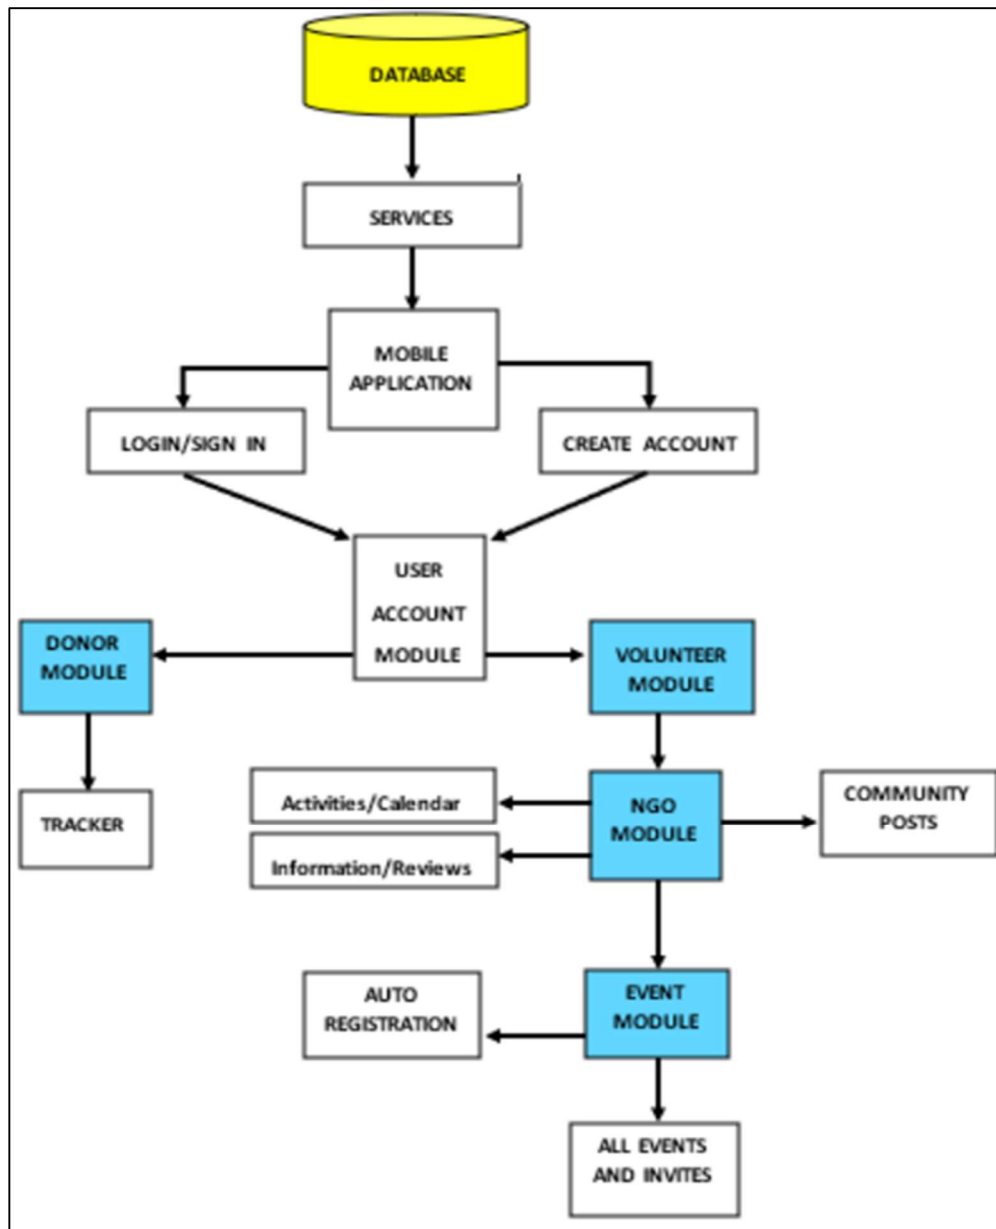 DATABASE
SERVICES
MOBILE
APPLICATION
LOGIN/SIGN IN
CREATE ACCOUNT
USER
ACCOUNT
MODULE
DONOR
MODULE
VOLUNTEER
MODULE
TRACKER
Activities/Calendar
Information/Reviews
NGO
MODULE
COMMUNITY
POSTS
AUTO
REGISTRATION
EVENT
MODULE
ALL EVENTS
AND INVITES